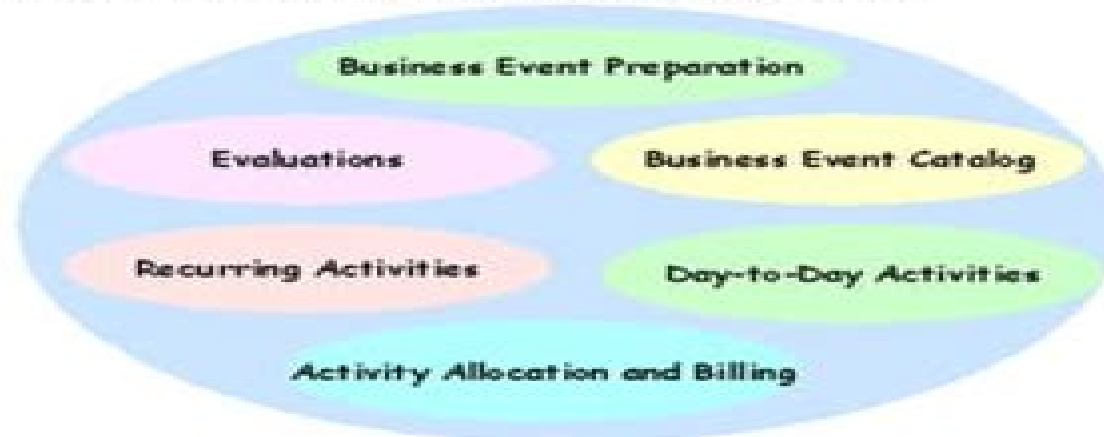 Business Event Preparation
Evaluations
Business Event Catalog
Recurring Activities
Day-to-Day Activities
Activity Allocation and Billing